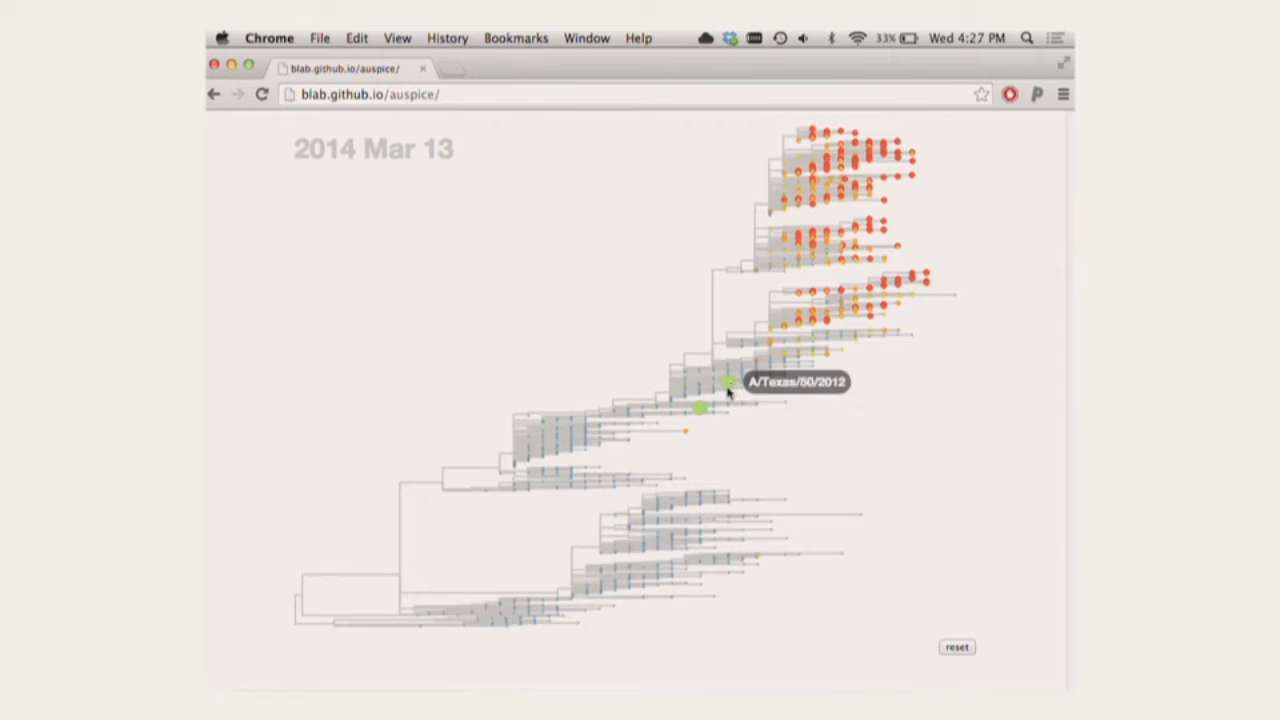 Chrome File Edit View History Bookmarks Window Help 33% Wed 4:27 PM
blab.github.io/auspice/
blab.github.io/auspice/
2014 Mar 13
A/Texas/50/2012
reset